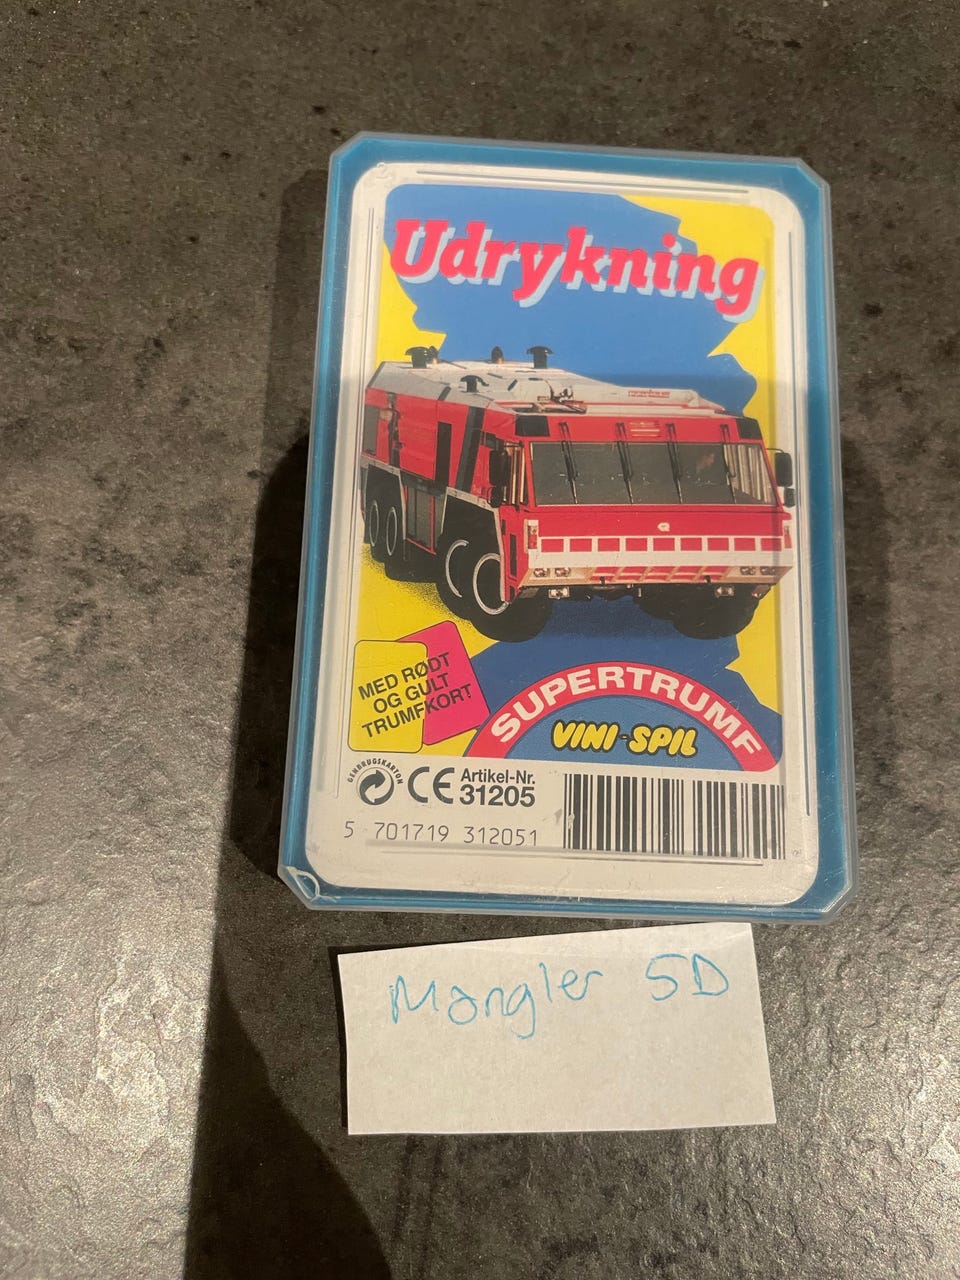 Udrykning
MED RØDT
OG GULT
TRUMFKORT
SUPERTRUMF
VINI-SPIL
GENBRUGSKARTON
CE
Artikel-Nr.
31205
5 701719 312051
Mangler 5D